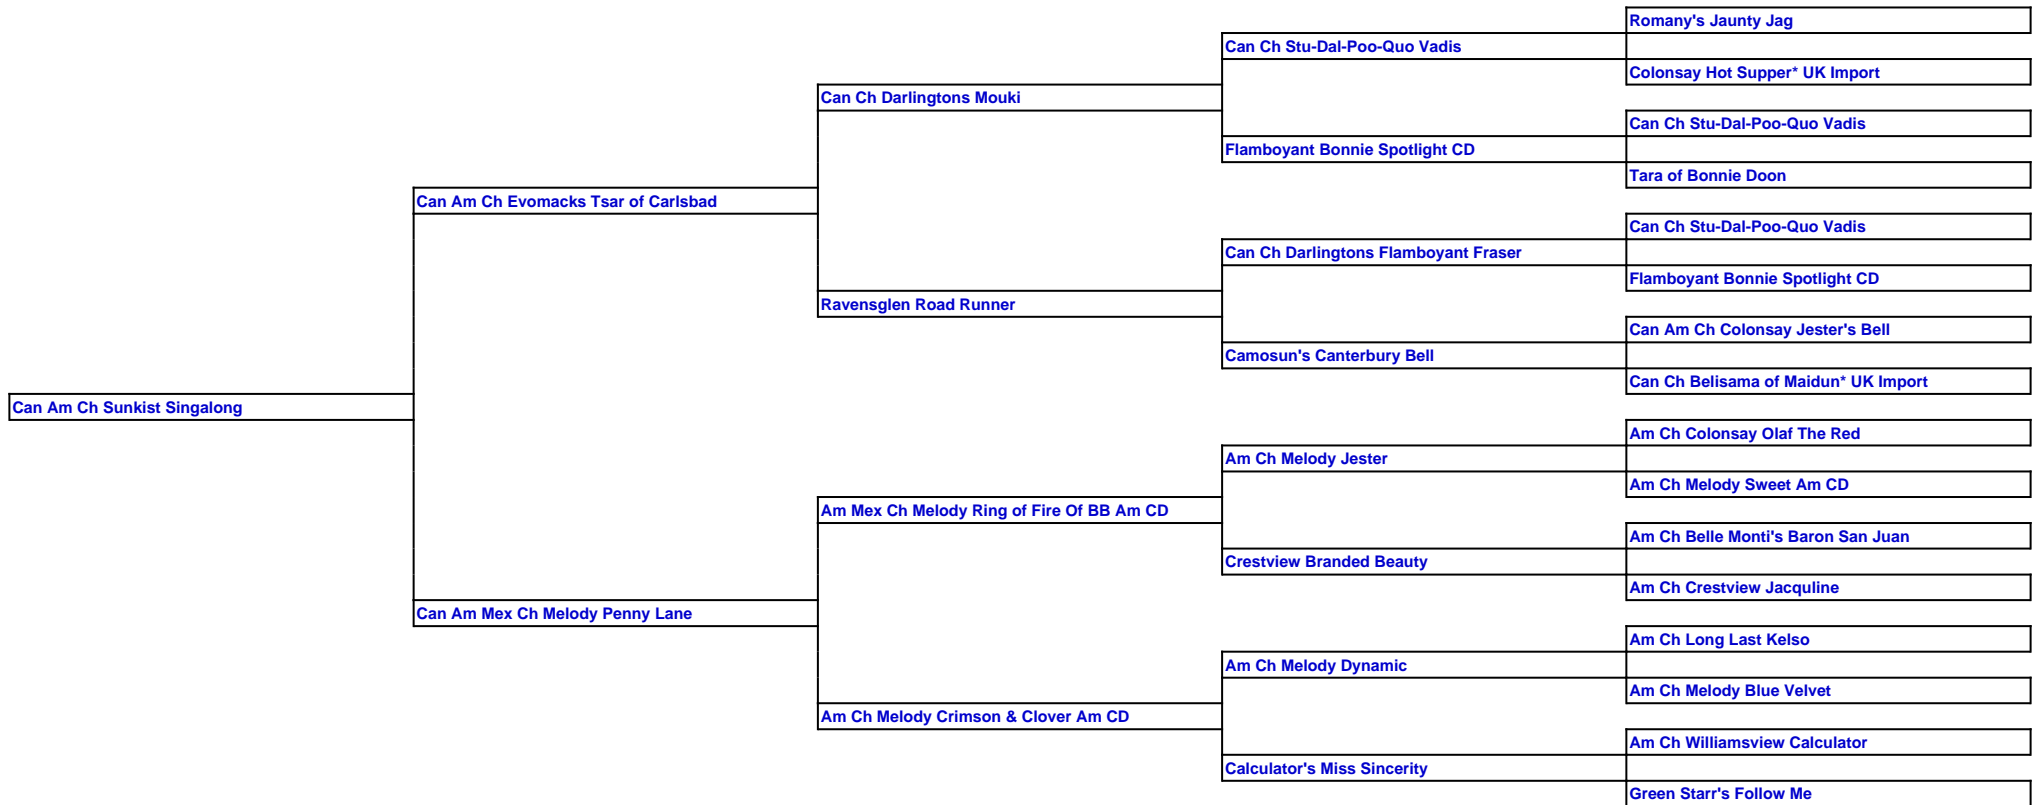 Romany's Jaunty Jag
Can Ch Stu-Dal-Poo-Quo Vadis
Colonsay Hot Supper* UK Import
Can Ch Darlingtons Mouki
Can Ch Stu-Dal-Poo-Quo Vadis
Flamboyant Bonnie Spotlight CD
Tara of Bonnie Doon
Can Am Ch Evomacks Tsar of Carlsbad
Can Ch Stu-Dal-Poo-Quo Vadis
Can Ch Darlingtons Flamboyant Fraser
Flamboyant Bonnie Spotlight CD
Ravensglen Road Runner
Can Am Ch Colonsay Jester's Bell
Camosun's Canterbury Bell
Can Ch Belisama of Maidun* UK Import
Can Am Ch Sunkist Singalong
Am Ch Colonsay Olaf The Red
Am Ch Melody Jester
Am Ch Melody Sweet Am CD
Am Mex Ch Melody Ring of Fire Of BB Am CD
Am Ch Belle Monti's Baron San Juan
Crestview Branded Beauty
Am Ch Crestview Jacquline
Can Am Mex Ch Melody Penny Lane
Am Ch Long Last Kelso
Am Ch Melody Dynamic
Am Ch Melody Blue Velvet
Am Ch Melody Crimson & Clover Am CD
Am Ch Williamsview Calculator
Calculator's Miss Sincerity
Green Starr's Follow Me